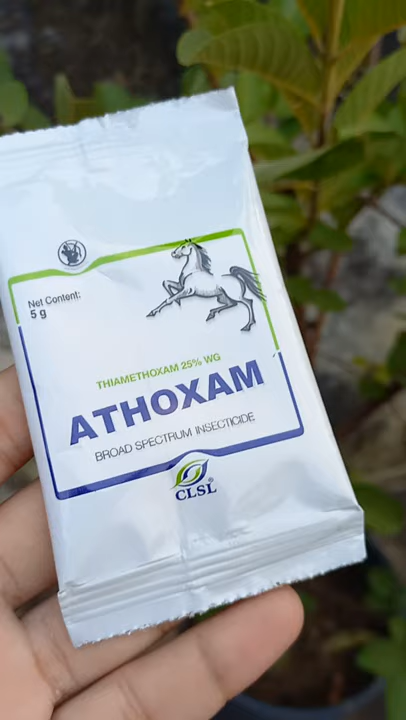 Net Content:
5 g
THIAMETHOXAM 25% WG
ATHOXAM
BROAD SPECTRUM INSECTICIDE
CLSL®